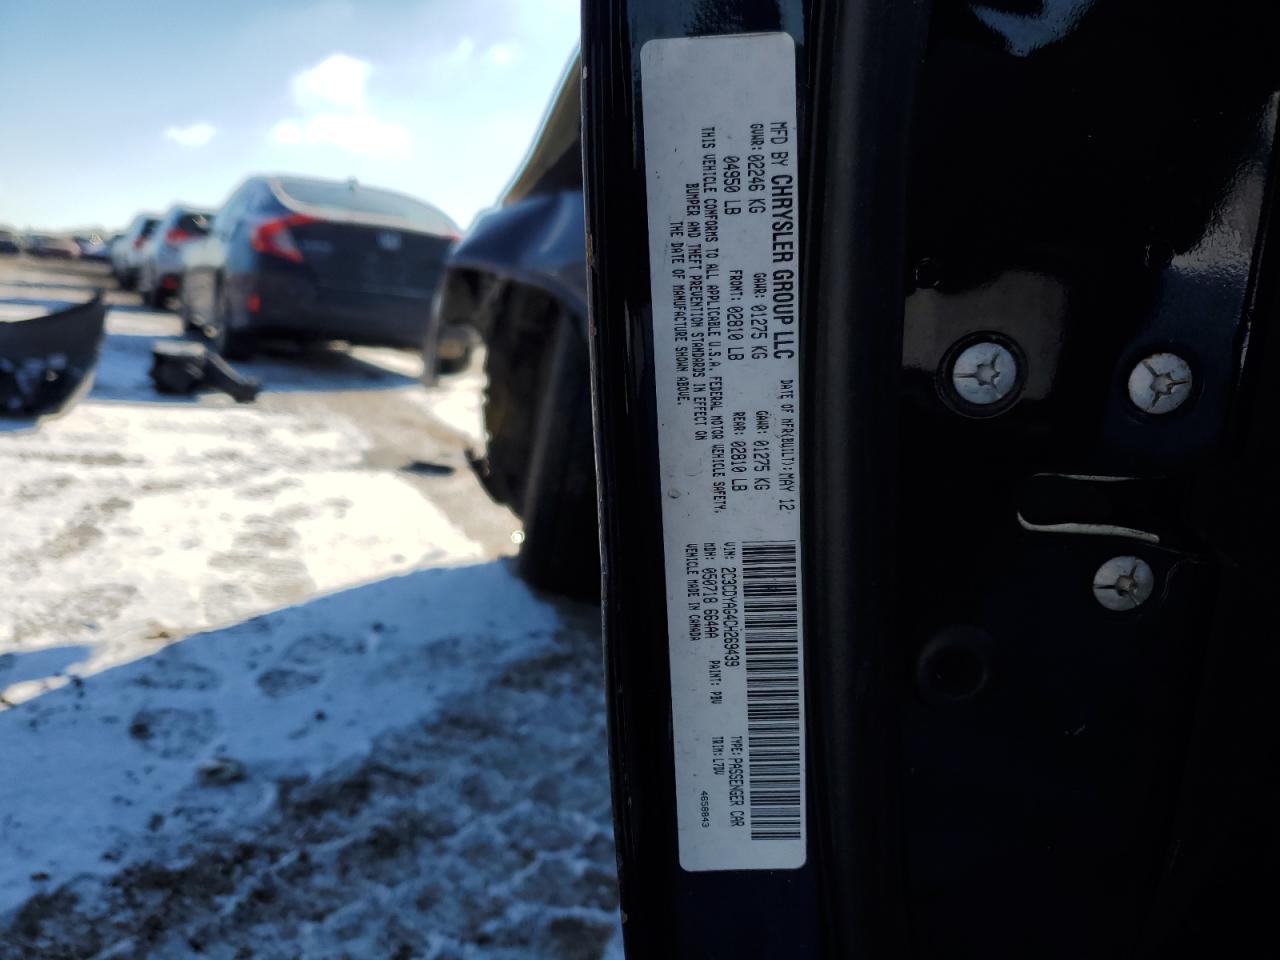 MFD BY CHRYSLER GROUP LLC DATE OF MFR(BUILT): MAY 12
GVWR: 02246 KG GAWR: 01275 KG GAWR: 01275 KG
04950 LB FRONT: 02810 LB REAR: 02810 LB
THIS VEHICLE CONFORMS TO ALL APPLICABLE U.S.A. FEDERAL MOTOR VEHICLE SAFETY,
BUMPER AND THEFT PREVENTION STANDARDS IN EFFECT ON
THE DATE OF MANUFACTURE SHOWN ABOVE.
VIN: 2C3CDYAG4CH269439 TYPE: PASSENGER CAR
MDH: 050718 664AA PAINT: PBV TRIM: L7DV
VEHICLE MADE IN CANADA 4658843